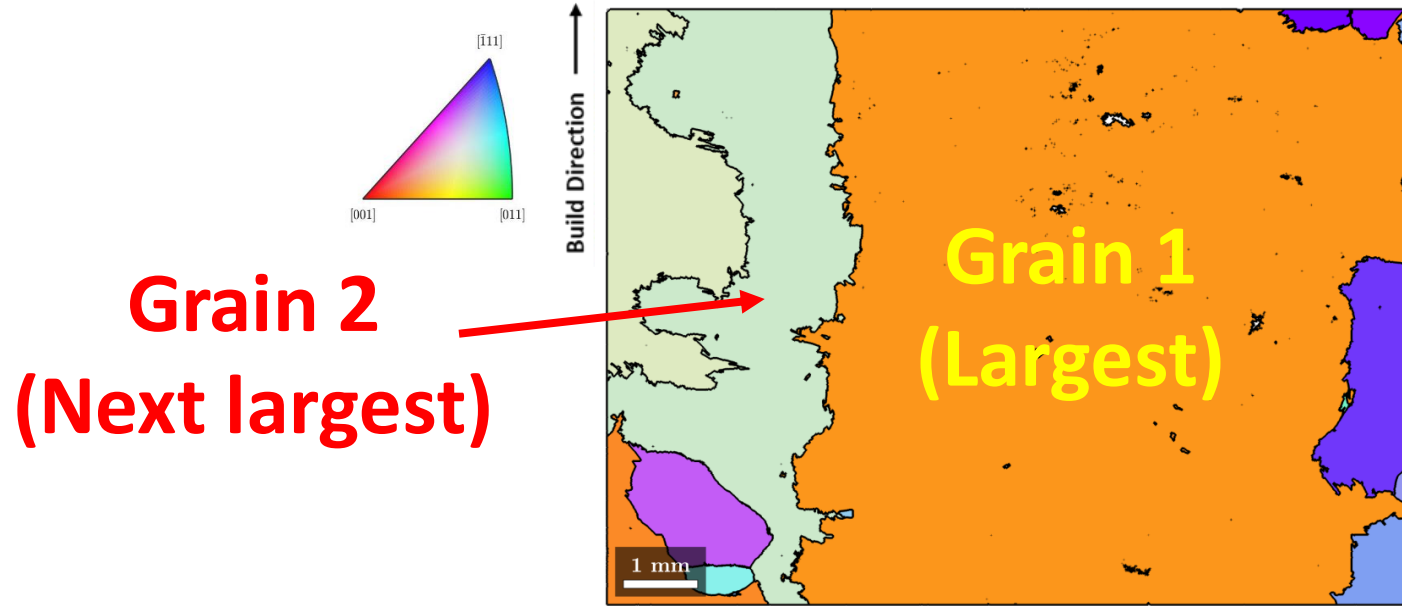 [1̄11]
[001]
[011]
Build Direction
Grain 1
(Largest)
Grain 2
(Next largest)
1 mm